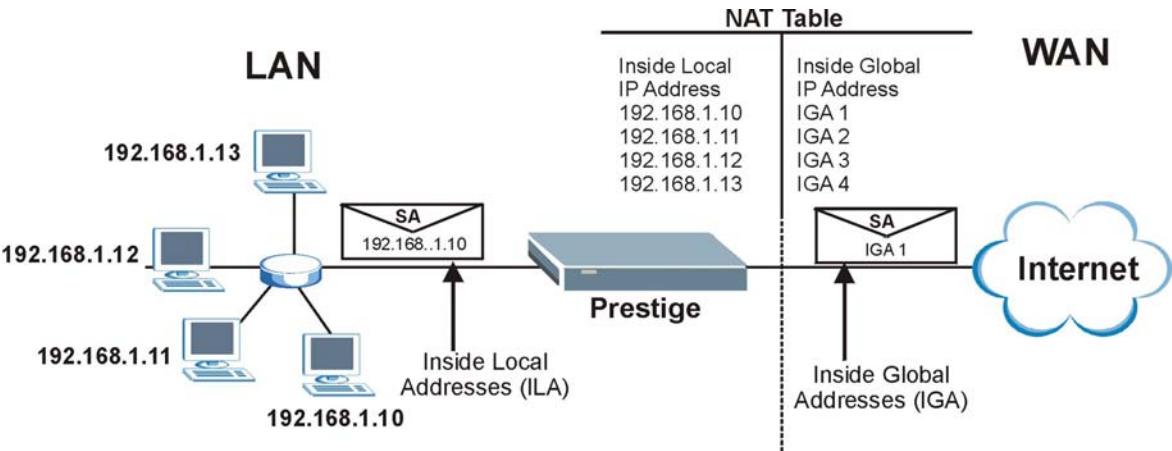 NAT Table
LAN
WAN
Inside Local
IP Address
192.168.1.10
192.168.1.11
192.168.1.12
192.168.1.13
Inside Global
IP Address
IGA 1
IGA 2
IGA 3
IGA 4
192.168.1.13
192.168.1.12
192.168.1.11
192.168.1.10
SA
192.168..1.10
Inside Local
Addresses (ILA)
Prestige
SA
IGA 1
Inside Global
Addresses (IGA)
Internet